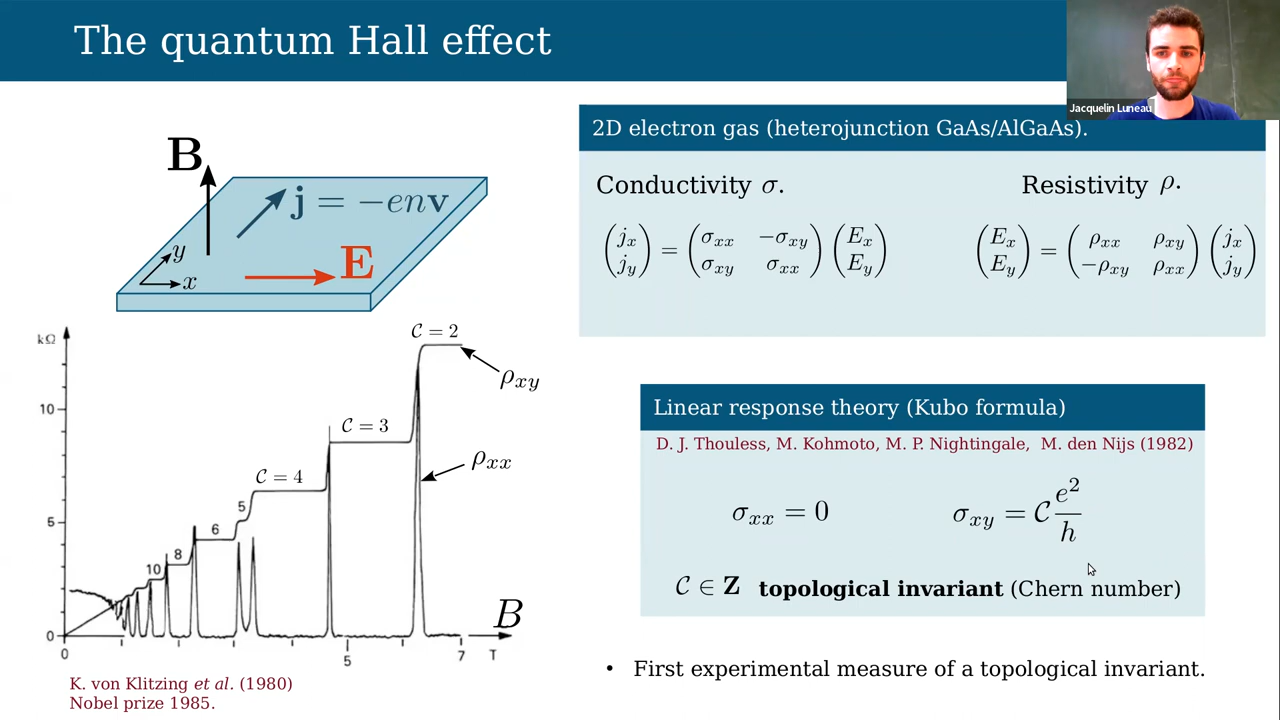 The quantum Hall effect
Jacquelin Luneau
B
j = −env
y
E
x
2D electron gas (heterojunction GaAs/AlGaAs).
Conductivity σ.
Resistivity ρ.
(jx jy) = (σxx −σxy σxy σxx) (Ex Ey)
(Ex Ey) = (ρxx ρxy −ρxy ρxx) (jx jy)
kΩ
C = 2
ρxy
10
C = 3
ρxx
C = 4
5
5
6
8
10
B
0
0
5
7
T
K. von Klitzing et al. (1980)
Nobel prize 1985.
Linear response theory (Kubo formula)
D. J. Thouless, M. Kohmoto, M. P. Nightingale, M. den Nijs (1982)
σxx = 0
σxy = C e²/h
C ∈ Z topological invariant (Chern number)
• First experimental measure of a topological invariant.